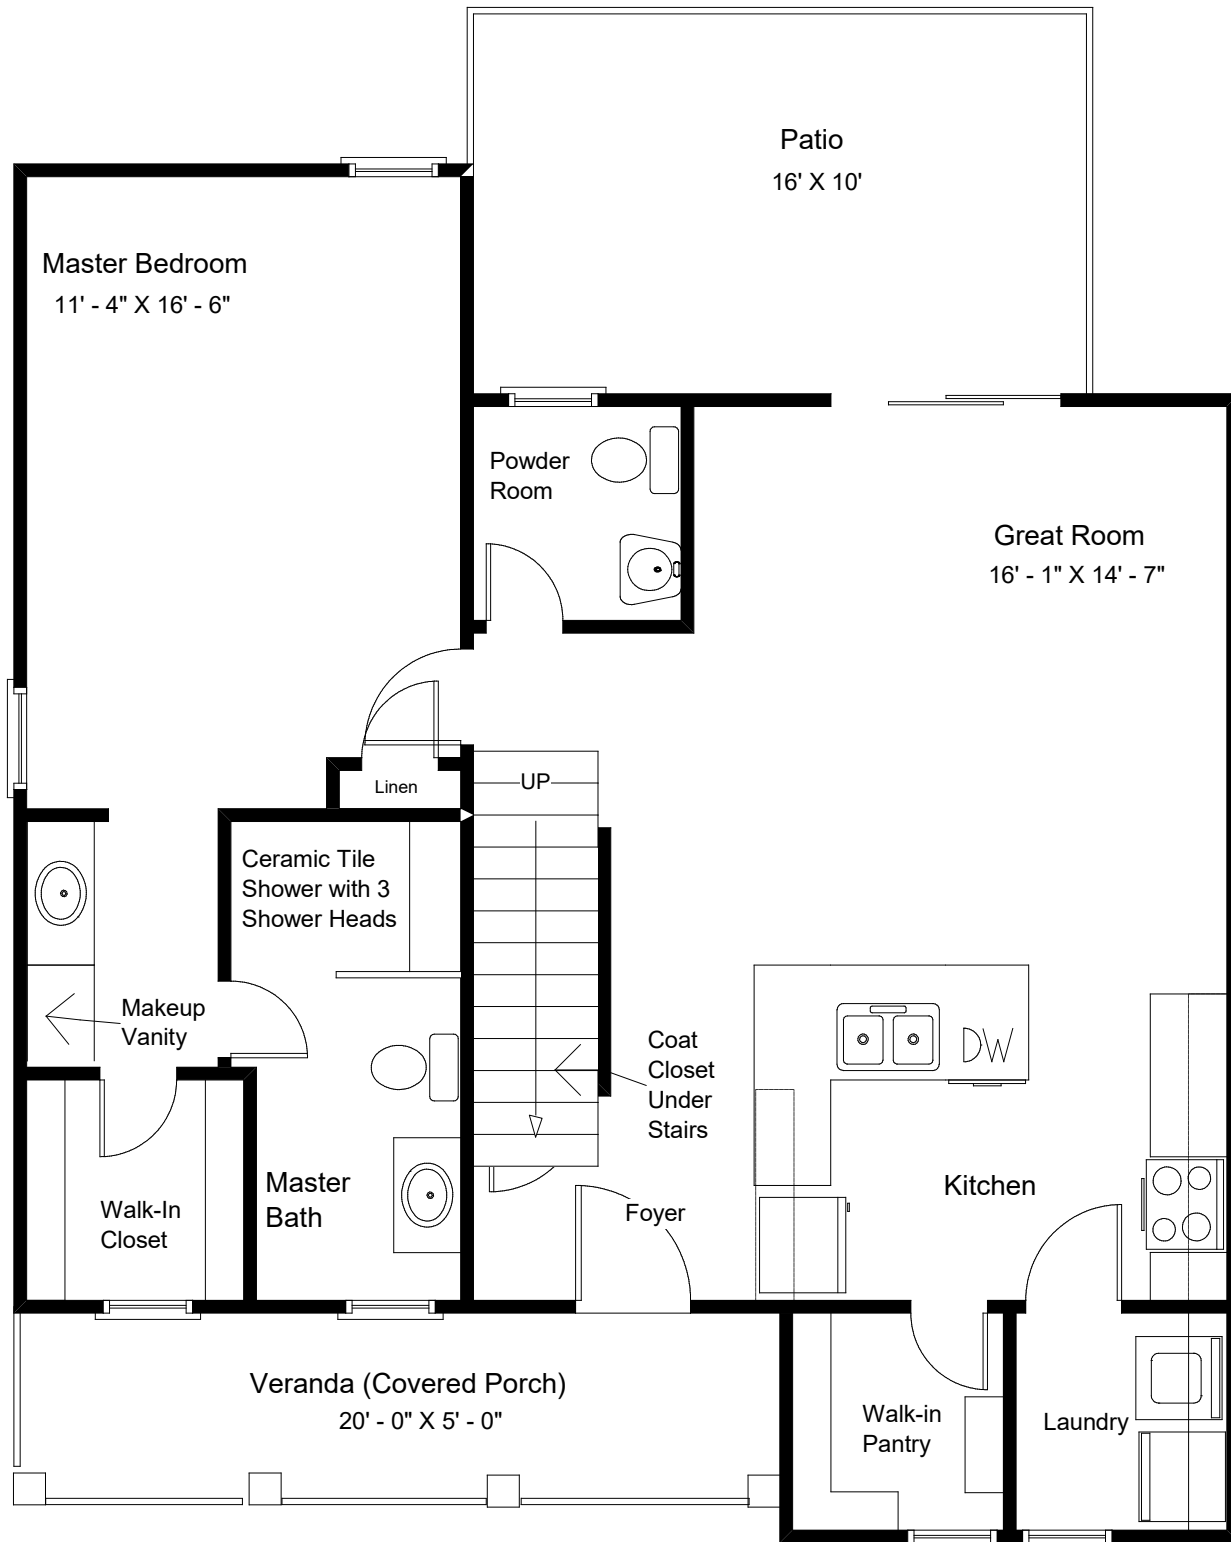 Patio
16' X 10'
Master Bedroom
11' - 4" X 16' - 6"
Powder
Room
Great Room
16' - 1" X 14' - 7"
UP
Linen
Ceramic Tile
Shower with 3
Shower Heads
Makeup
Vanity
Coat
Closet
Under
Stairs
DW
Master
Bath
Kitchen
Walk-In
Closet
Foyer
Veranda (Covered Porch)
20' - 0" X 5' - 0"
Walk-in
Pantry
Laundry